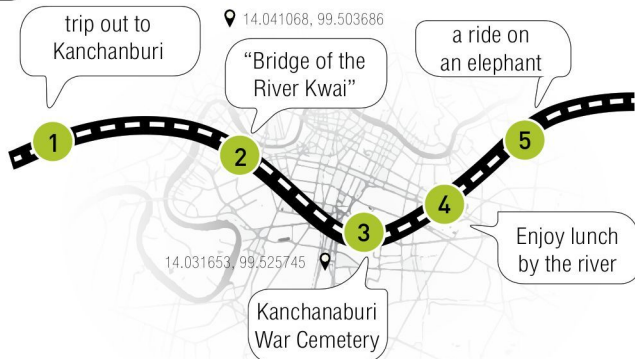 trip out to
Kanchanburi
1
14.041068, 99.503686
“Bridge of the
River Kwai”
2
14.031653, 99.525745
3
Kanchanaburi
War Cemetery
4
Enjoy lunch
by the river
a ride on
an elephant
5